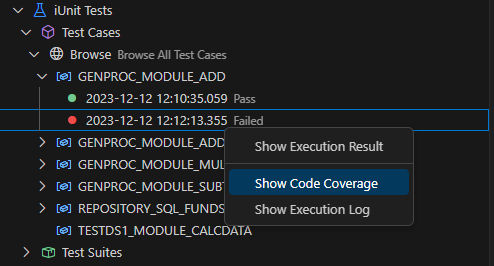 iUnit Tests
Test Cases
Browse Browse All Test Cases
GENPROC_MODULE_ADD
2023-12-12 12:10:35.059 Pass
2023-12-12 12:12:13.355 Failed
GENPROC_MODULE_ADD
GENPROC_MODULE_MUL
GENPROC_MODULE_SUB
REPOSITORY_SQL_FUNDS
TESTDS1_MODULE_CALCDATA
Test Suites
Show Execution Result
Show Code Coverage
Show Execution Log